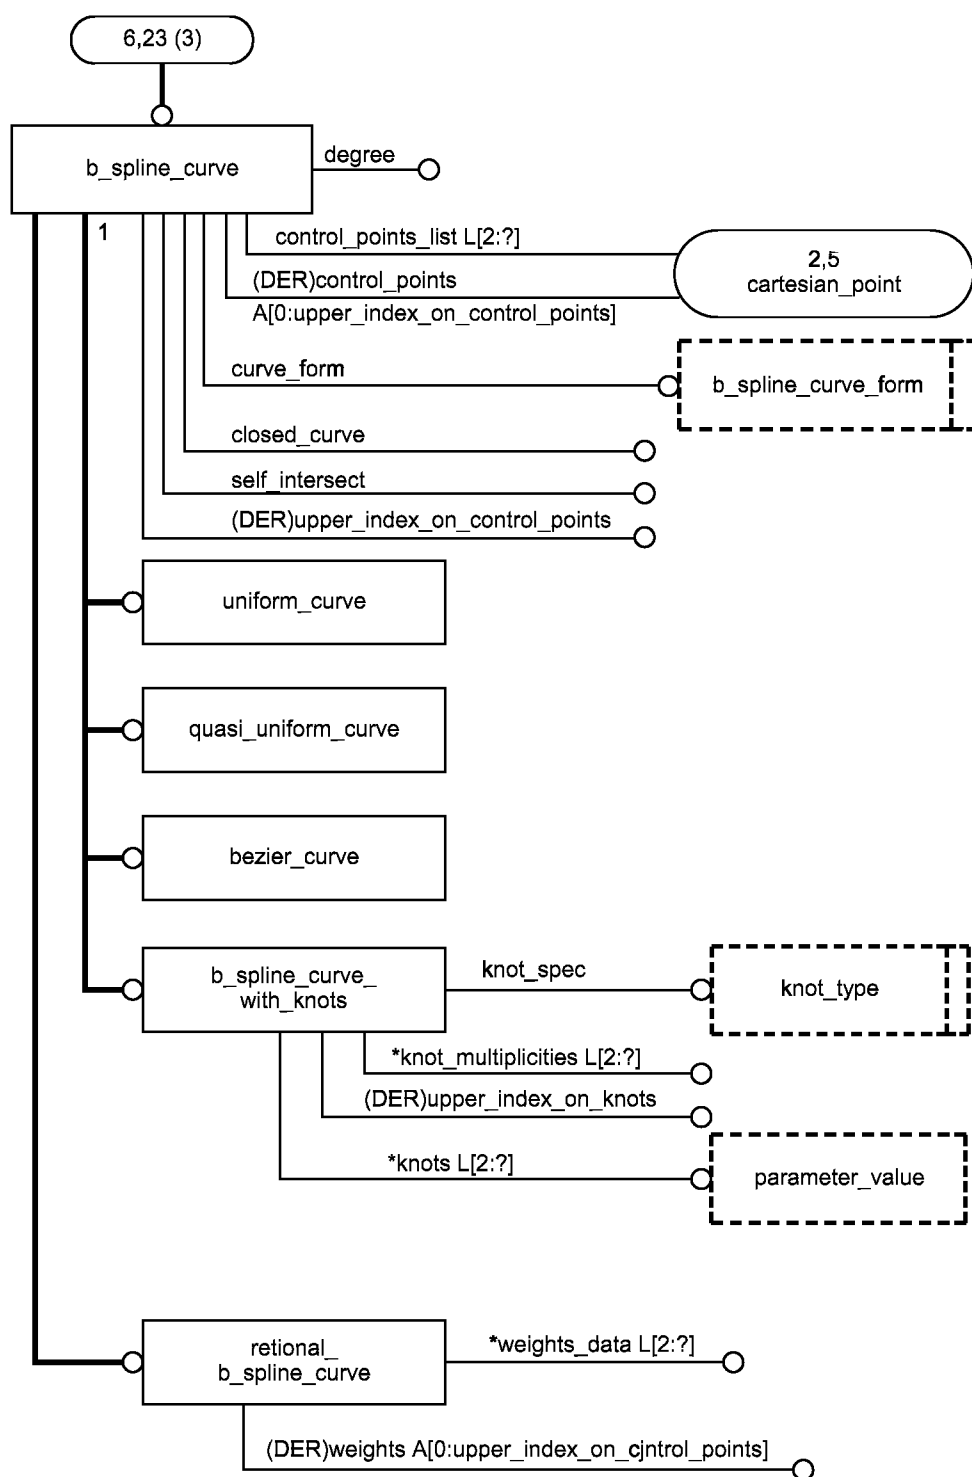 6,23 (3)
b_spline_curve
degree
1
control_points_list L[2:?]
(DER)control_points
A[0:upper_index_on_control_points]
2,5
cartesian_point
curve_form
b_spline_curve_form
closed_curve
self_intersect
(DER)upper_index_on_control_points
uniform_curve
quasi_uniform_curve
bezier_curve
b_spline_curve_
with_knots
knot_spec
knot_type
*knot_multiplicities L[2:?]
(DER)upper_index_on_knots
*knots L[2:?]
parameter_value
retional_
b_spline_curve
*weights_data L[2:?]
(DER)weights A[0:upper_index_on_cjntrol_points]